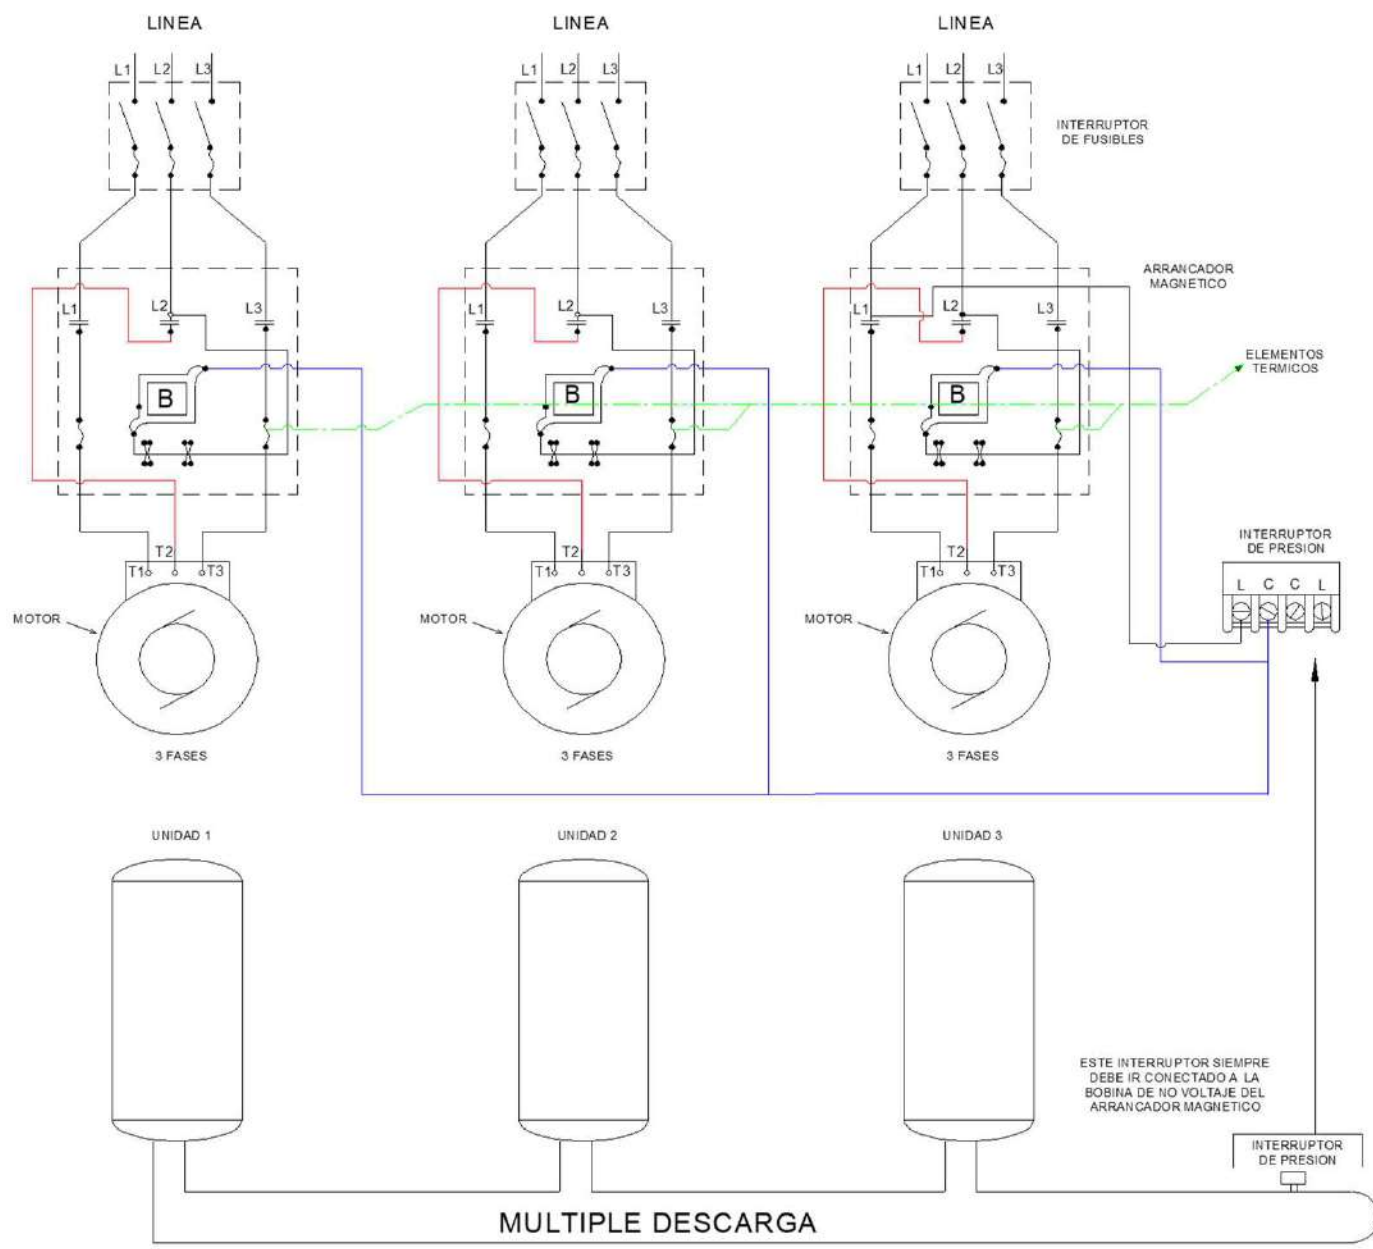 LINEA
LINEA
LINEA
L1
L2
L3
L1
L2
L3
L1
L2
L3
INTERRUPTOR
DE FUSIBLES
ARRANCADOR
MAGNETICO
L1
L2
L3
L1
L2
L3
L1
L2
L3
ELEMENTOS
TERMICOS
B
B
B
INTERRUPTOR
DE PRESION
L C C L
T1
T2
T3
T1
T2
T3
T1
T2
T3
MOTOR
MOTOR
MOTOR
3 FASES
3 FASES
3 FASES
UNIDAD 1
UNIDAD 2
UNIDAD 3
ESTE INTERRUPTOR SIEMPRE
DEBE IR CONECTADO A LA
BOBINA DE NO VOLTAJE DEL
ARRANCADOR MAGNETICO
INTERRUPTOR
DE PRESION
MULTIPLE DESCARGA